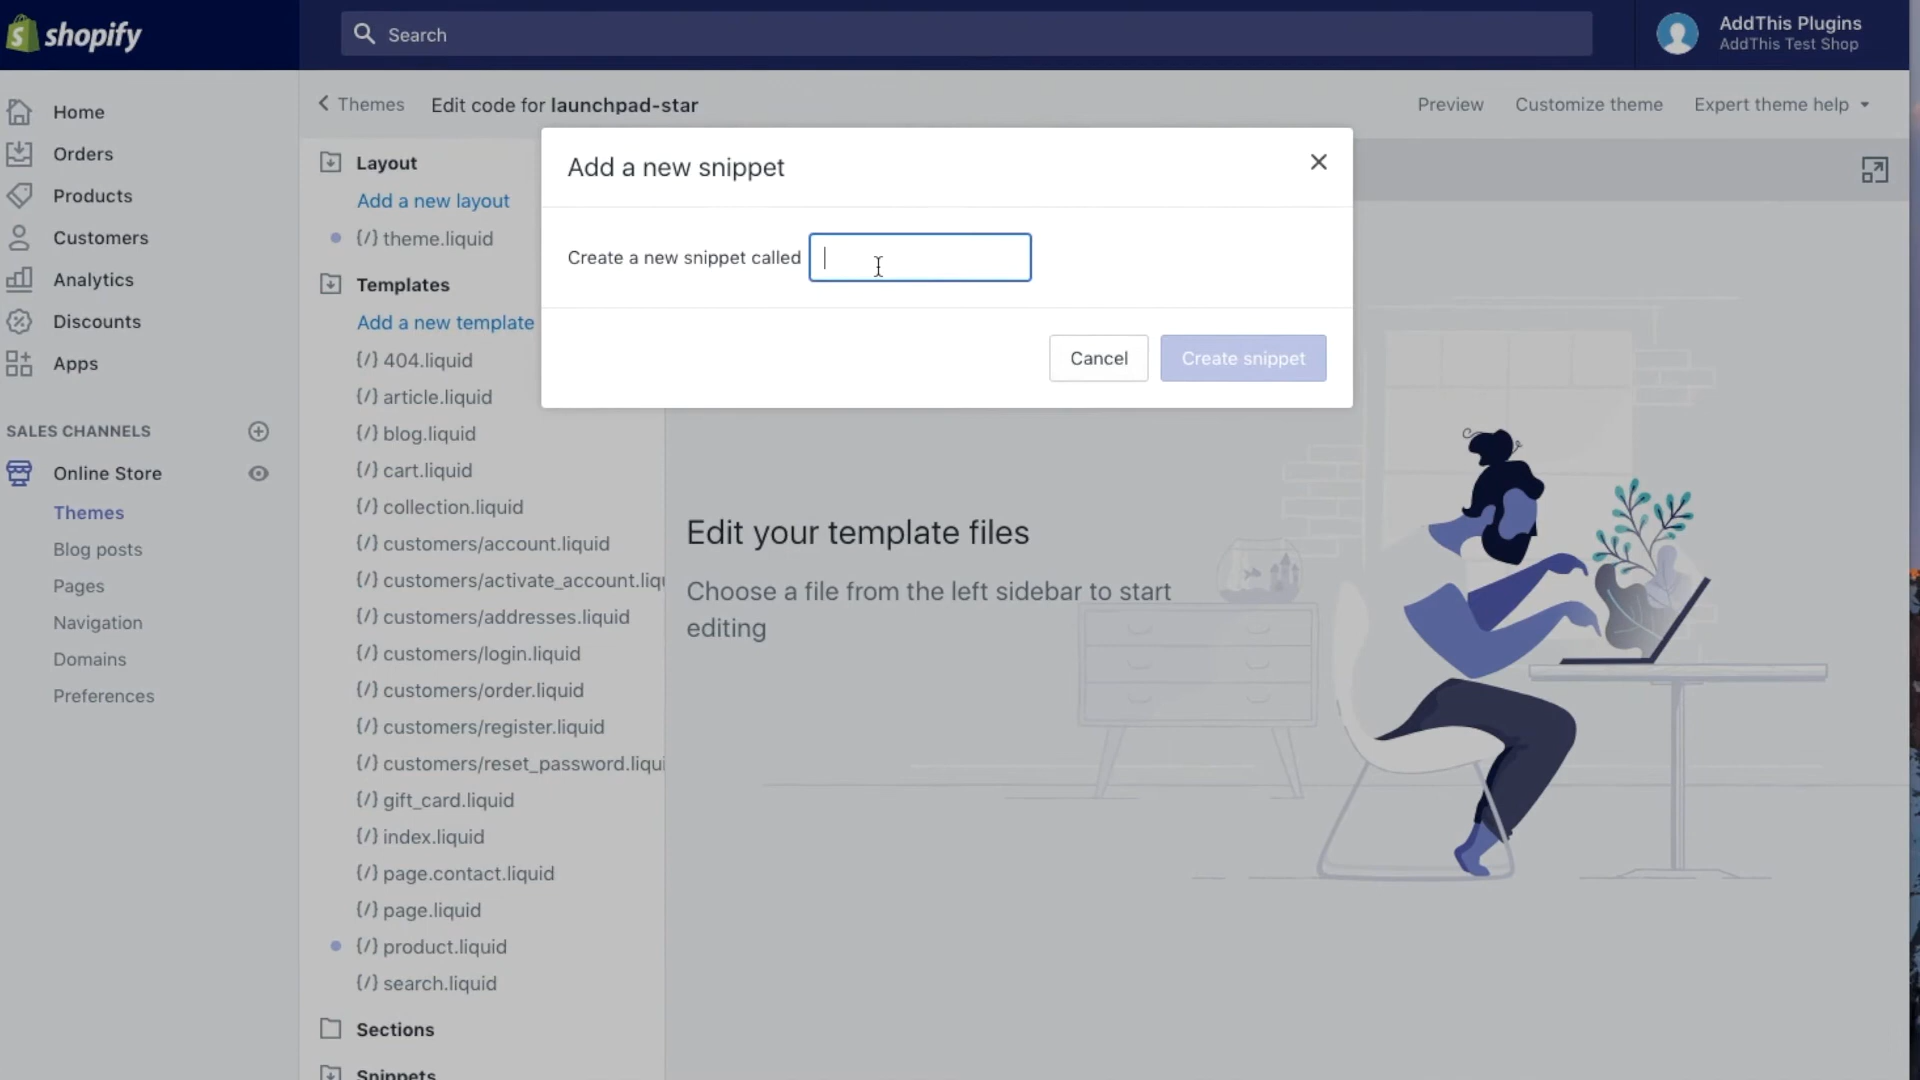 shopify
Search
AddThis Plugins
AddThis Test Shop
Home
Orders
Products
Customers
Analytics
Discounts
Apps
SALES CHANNELS
Online Store
Themes
Blog posts
Pages
Navigation
Domains
Preferences
Themes
Edit code for launchpad-star
Preview
Customize theme
Expert theme help
Layout
Add a new layout
{/} theme.liquid
Templates
Add a new template
{/} 404.liquid
{/} article.liquid
{/} blog.liquid
{/} cart.liquid
{/} collection.liquid
{/} customers/account.liquid
{/} customers/activate_account.liqu
{/} customers/addresses.liquid
{/} customers/login.liquid
{/} customers/order.liquid
{/} customers/register.liquid
{/} customers/reset_password.liqui
{/} gift_card.liquid
{/} index.liquid
{/} page.contact.liquid
{/} page.liquid
{/} product.liquid
{/} search.liquid
Sections
Snippets
Add a new snippet
Create a new snippet called
Cancel
Create snippet
Edit your template files
Choose a file from the left sidebar to start
editing